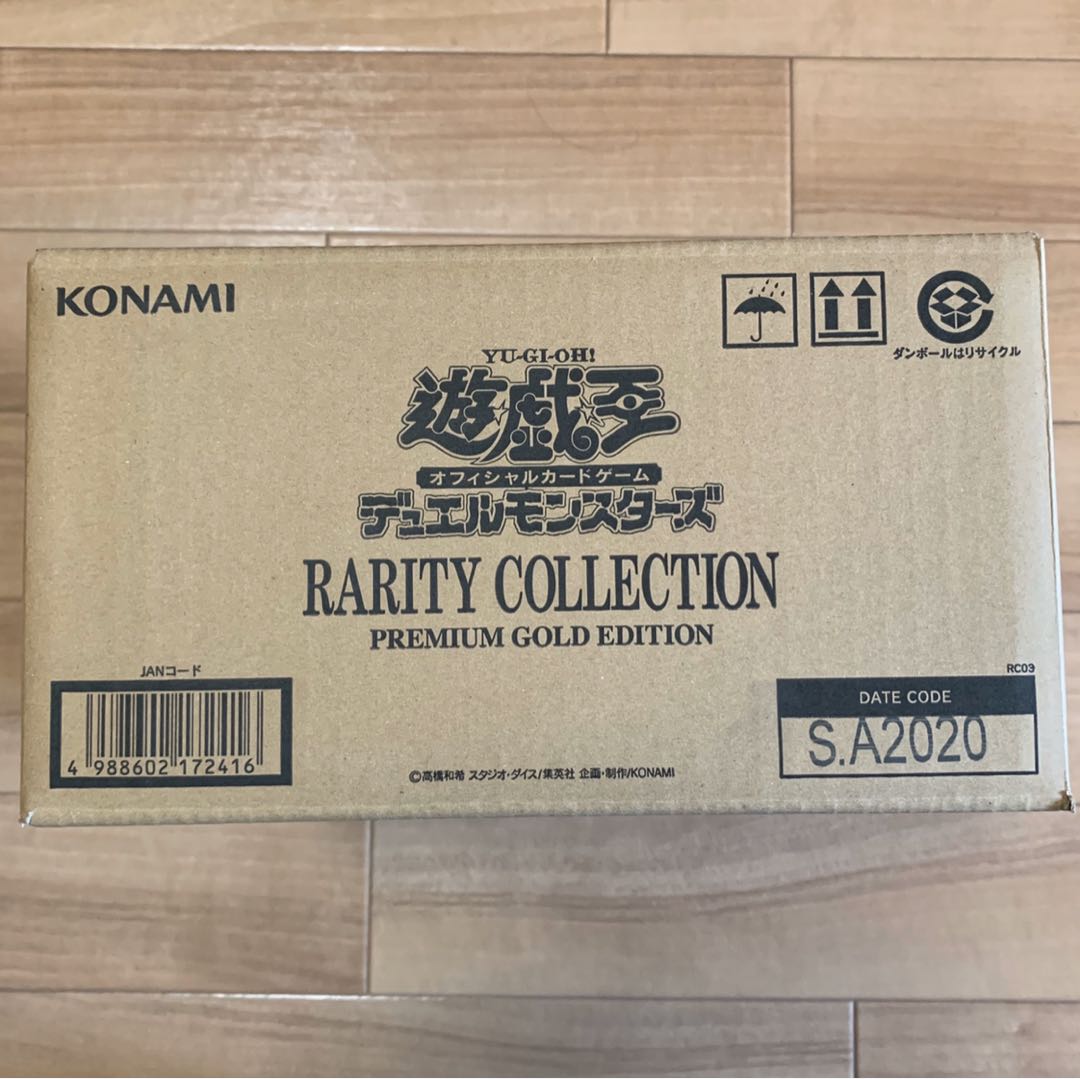 KONAMI
ダンボールはリサイクル
YU-GI-OH!
遊戯王
オフィシャルカードゲーム
デュエルモンスターズ
RARITY COLLECTION
PREMIUM GOLD EDITION
JANコード
4 988602 172416
©高橋和希 スタジオ・ダイス/集英社 企画・制作/KONAMI
RC03
DATE CODE
S.A2020